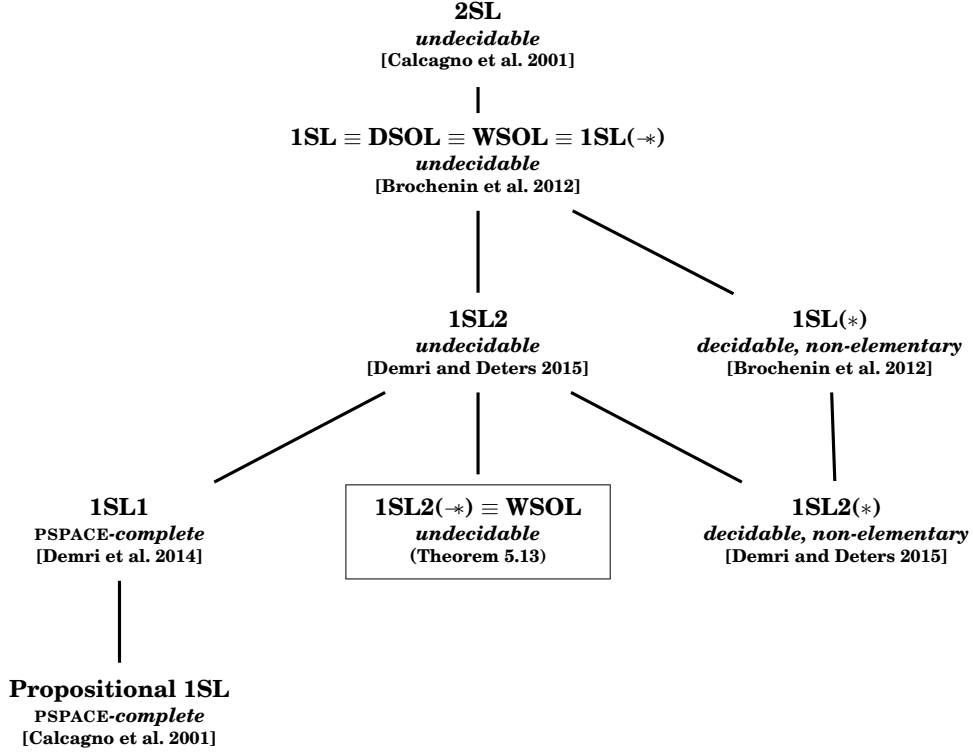 2SL
undecidable
[Calcagno et al. 2001]
1SL ≡ DSOL ≡ WSOL ≡ 1SL(-∗)
undecidable
[Brochenin et al. 2012]
1SL2
undecidable
[Demri and Deters 2015]
1SL(∗)
decidable, non-elementary
[Brochenin et al. 2012]
1SL1
PSPACE-complete
[Demri et al. 2014]
1SL2(-∗) ≡ WSOL
undecidable
(Theorem 5.13)
1SL2(∗)
decidable, non-elementary
[Demri and Deters 2015]
Propositional 1SL
PSPACE-complete
[Calcagno et al. 2001]